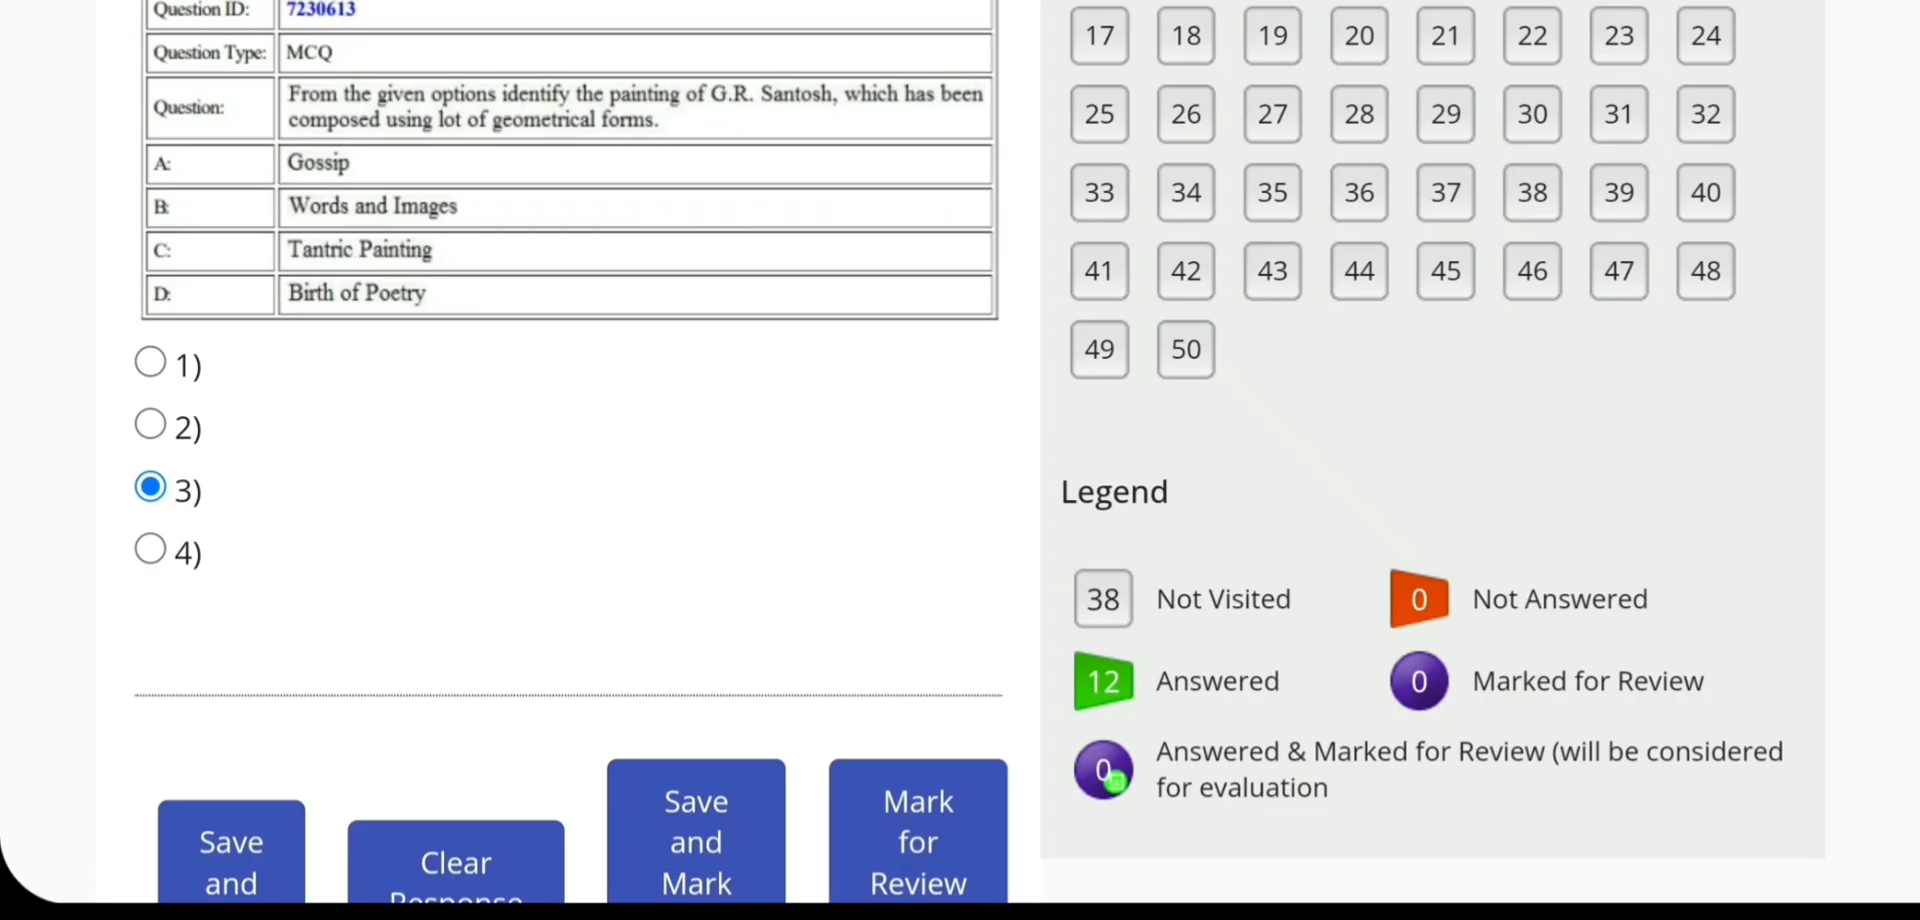 Question ID: 7230613
Question Type: MCQ
Question: From the given options identify the painting of G.R. Santosh, which has been
composed using lot of geometrical forms.
A: Gossip
B: Words and Images
C: Tantric Painting
D: Birth of Poetry
1)
2)
3)
4)
Save
and
Clear
Response
Save
and
Mark
Mark
for
Review
17 18 19 20 21 22 23 24
25 26 27 28 29 30 31 32
33 34 35 36 37 38 39 40
41 42 43 44 45 46 47 48
49 50
Legend
38 Not Visited 0 Not Answered
12 Answered 0 Marked for Review
0 Answered & Marked for Review (will be considered
for evaluation